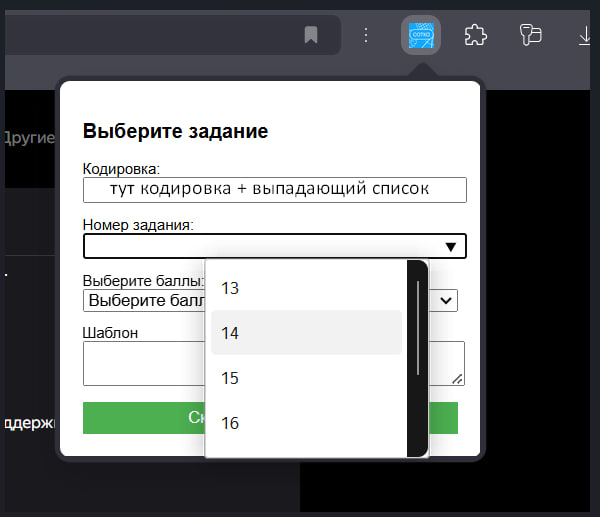 СОТКА
Другие
Выберите задание
Кодировка:
тут кодировка + выпадающий список
Номер задания:
13
Выберите баллы:
Выберите балл
14
Шаблон
15
16